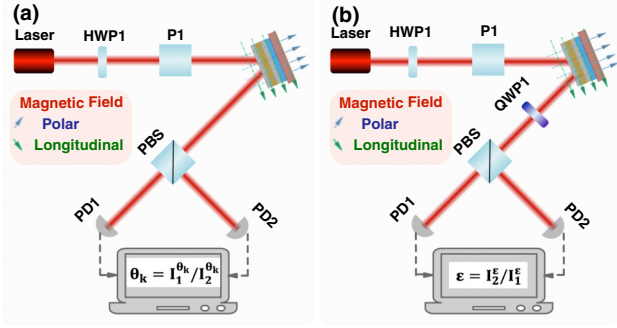 (a)
Laser
HWP1
P1
Magnetic Field
Polar
Longitudinal
PBS
PD1
PD2
θₖ = I₁^θₖ/I₂^θₖ
(b)
Laser
HWP1
P1
QWP1
Magnetic Field
Polar
Longitudinal
PBS
PD1
PD2
ε = I₂^ε/I₁^ε